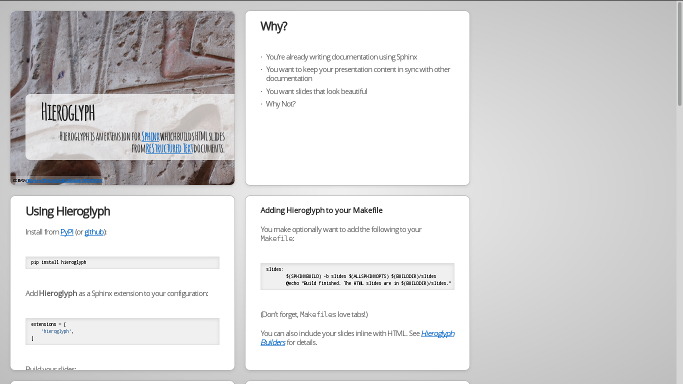 Hieroglyph
Hieroglyph is an extension for Sphinx which builds HTML slides
from ReStructured Text documents.
Why?
· You're already writing documentation using Sphinx
· You want to keep your presentation content in sync with other
documentation
· You want slides that look beautiful
· Why Not?
Using Hieroglyph
Install from PyPI (or github):
pip install hieroglyph
Add Hieroglyph as a Sphinx extension to your configuration:
extensions = [
'hieroglyph',
]
Build your slides:
Adding Hieroglyph to your Makefile
You make optionally want to add the following to your
Makefile:
slides:
$(SPHINXBUILD) -b slides $(ALLSPHINXOPTS) $(BUILDDIR)/slides
@echo "Build finished. The HTML slides are in $(BUILDDIR)/slides."
(Don't forget, Makefiles love tabs!)
You can also include your slides inline with HTML. See Hieroglyph
Builders for details.